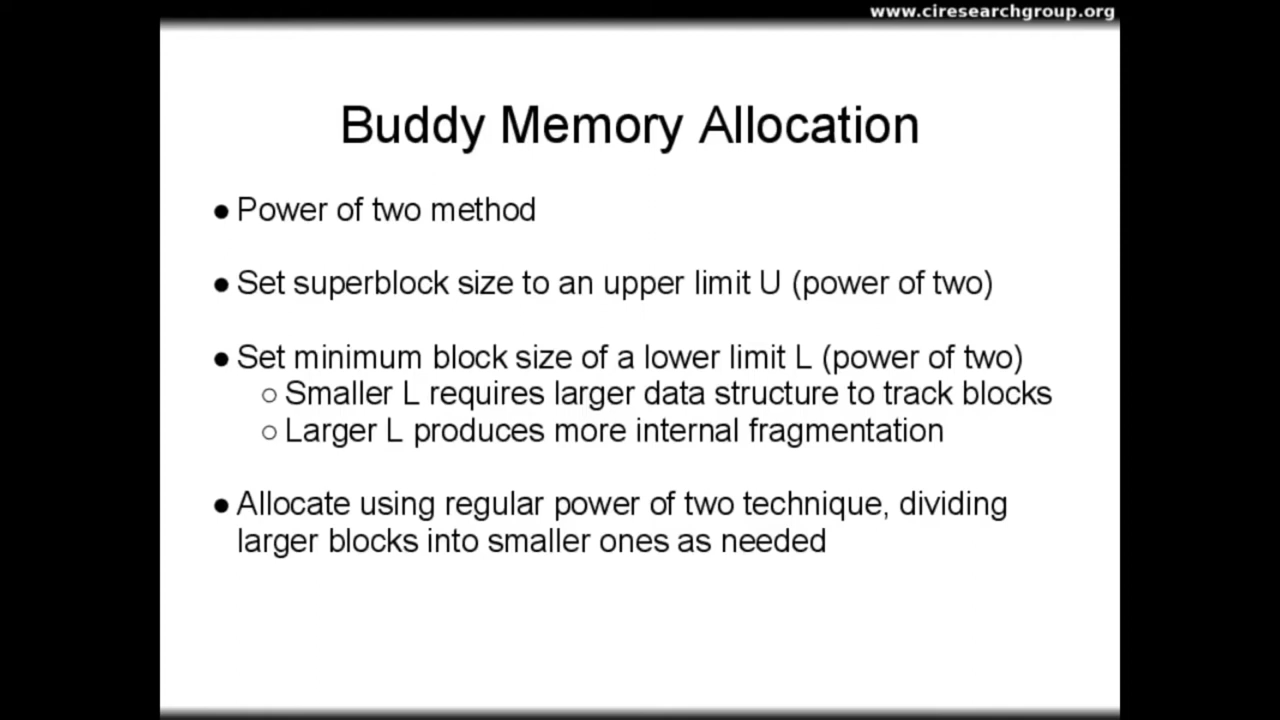 www.ciresearchgroup.org
Buddy Memory Allocation
● Power of two method
● Set superblock size to an upper limit U (power of two)
● Set minimum block size of a lower limit L (power of two)
○ Smaller L requires larger data structure to track blocks
○ Larger L produces more internal fragmentation
● Allocate using regular power of two technique, dividing
larger blocks into smaller ones as needed